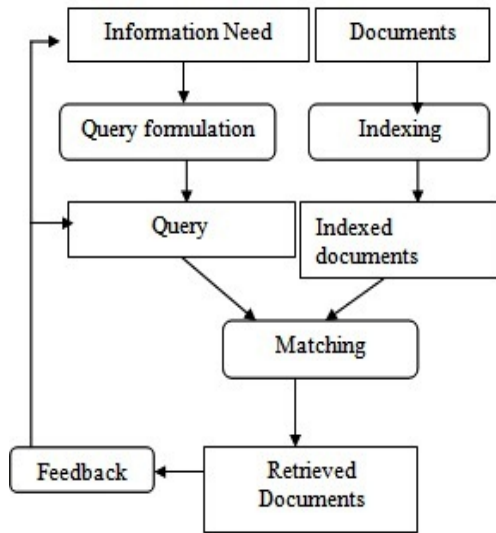 Information Need
Documents
Query formulation
Indexing
Query
Indexed
documents
Matching
Feedback
Retrieved
Documents